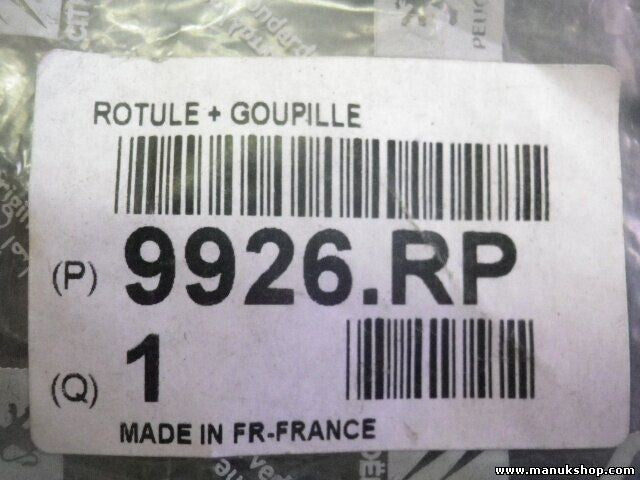 ROTULE + GOUPILLE
(P) 9926.RP
(Q) 1
MADE IN FR-FRANCE
www.manukshop.com